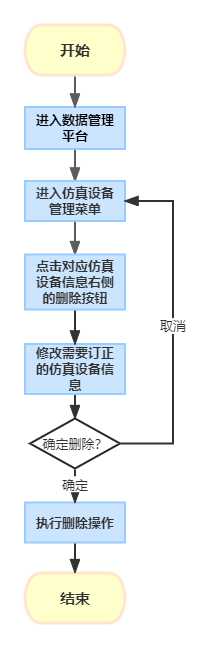 开始
进入数据管理
平台
进入仿真设备
管理菜单
点击对应仿真
设备信息右侧
的删除按钮
取消
修改需要订正
的仿真设备信
息
确定删除?
确定
执行删除操作
结束